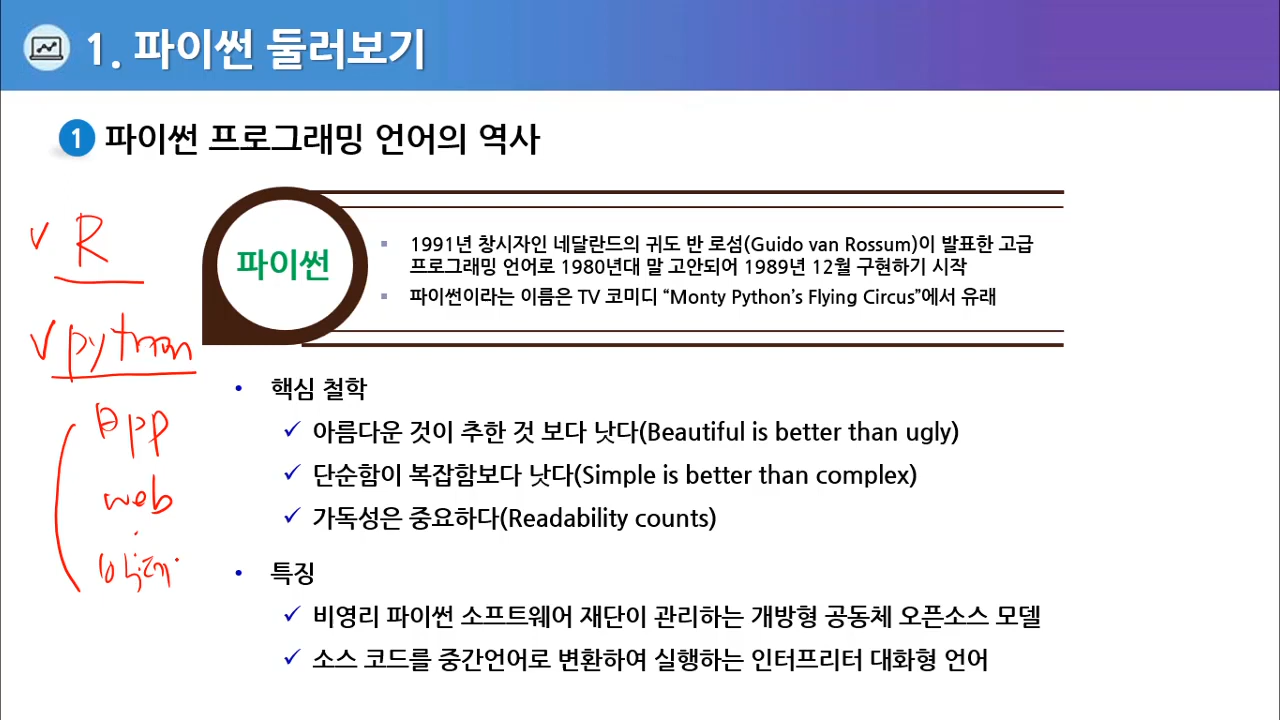 1. 파이썬 둘러보기
1 파이썬 프로그래밍 언어의 역사
파이썬
▪ 1991년 창시자인 네달란드의 귀도 반 로섬(Guido van Rossum)이 발표한 고급
프로그래밍 언어로 1980년대 말 고안되어 1989년 12월 구현하기 시작
▪ 파이썬이라는 이름은 TV 코미디 “Monty Python’s Flying Circus”에서 유래
• 핵심 철학
✓ 아름다운 것이 추한 것 보다 낫다(Beautiful is better than ugly)
✓ 단순함이 복잡함보다 낫다(Simple is better than complex)
✓ 가독성은 중요하다(Readability counts)
• 특징
✓ 비영리 파이썬 소프트웨어 재단이 관리하는 개방형 공동체 오픈소스 모델
✓ 소스 코드를 중간언어로 변환하여 실행하는 인터프리터 대화형 언어
✓ R
✓ python
app
web